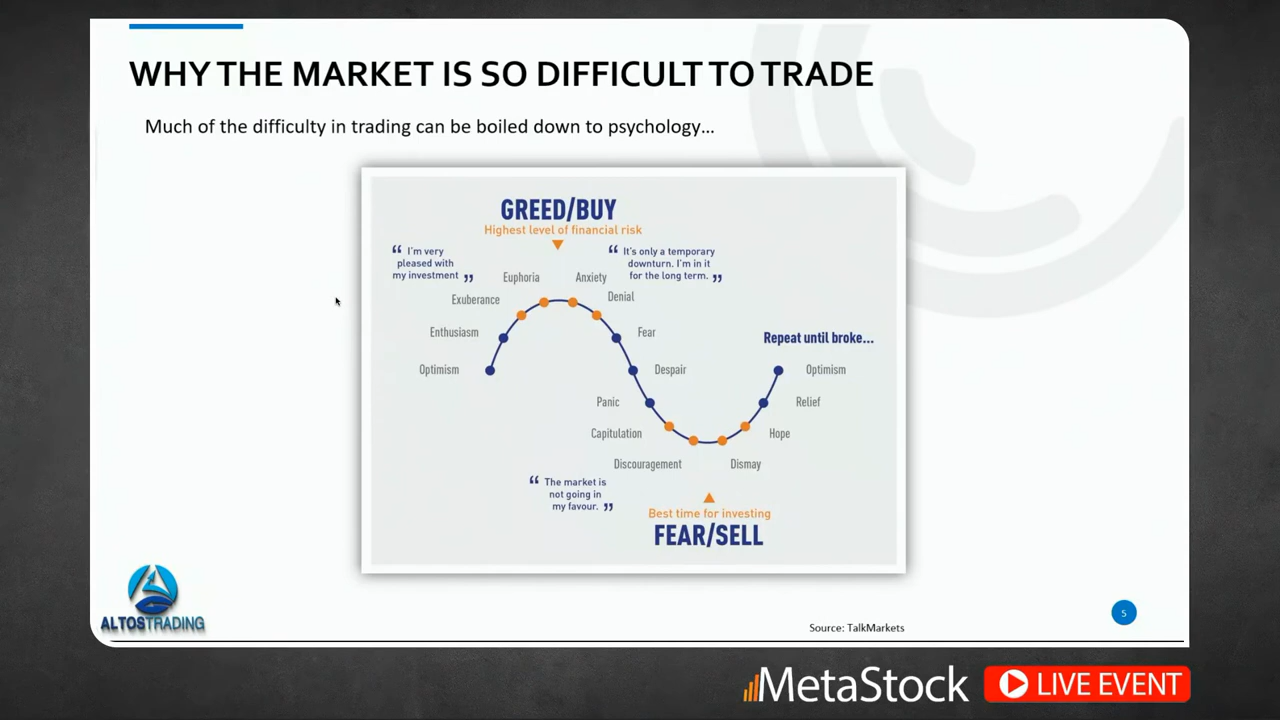 WHY THE MARKET IS SO DIFFICULT TO TRADE
Much of the difficulty in trading can be boiled down to psychology…
GREED/BUY
Highest level of financial risk
“ I'm very
pleased with
my investment ”
“ It's only a temporary
downturn. I'm in it
for the long term. ”
Euphoria
Anxiety
Exuberance
Denial
Enthusiasm
Fear
Repeat until broke...
Optimism
Despair
Optimism
Panic
Relief
Capitulation
Hope
Discouragement
Dismay
“ The market is
not going in
my favour. ”
Best time for investing
FEAR/SELL
ALTOSTRADING
5
Source: TalkMarkets
MetaStock
LIVE EVENT